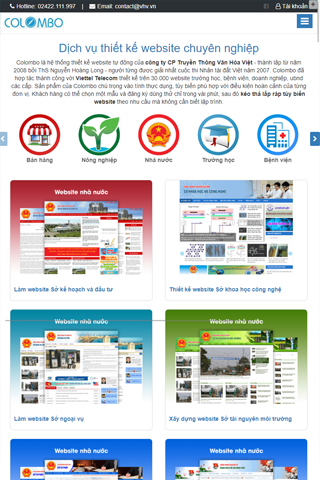 Hotline: 02422.111.997 Email: contact@vhv.vn Tài khoản
COLOMBO
Dịch vụ thiết kế website chuyên nghiệp
Colombo là hệ thống thiết kế website tự động của công ty CP Truyền Thông Văn Hóa Việt - thành lập từ năm
2008 bởi ThS Nguyễn Hoàng Long - người từng được giải nhất cuộc thi Nhân tài đất Việt năm 2007. Colombo đã
hợp tác thành công với Viettel Telecom thiết kế trên 30.000 website trường học, bệnh viện, doanh nghiệp, ubnd
các cấp. Sản phẩm của Colombo chú trọng vào tính thực dụng, tùy biến phù hợp với điều kiện hoàn cảnh của từng
đơn vị. Khách hàng có thể chọn một mẫu và đăng ký dùng thử chỉ trong vài phút, sau đó kéo thả lắp ráp tùy biến
website theo nhu cầu mà không cần biết lập trình.
Bán hàng Nông nghiệp Nhà nước Trường học Bệnh viện
Website nhà nước
Làm website Sở kế hoạch và đầu tư
Thiết kế website Sở khoa học công nghệ
Website nhà nước
Làm website Sở ngoại vụ
Website nhà nước
Xây dựng website Sở tài nguyên môi trường
Website nhà nước
Website nhà nước